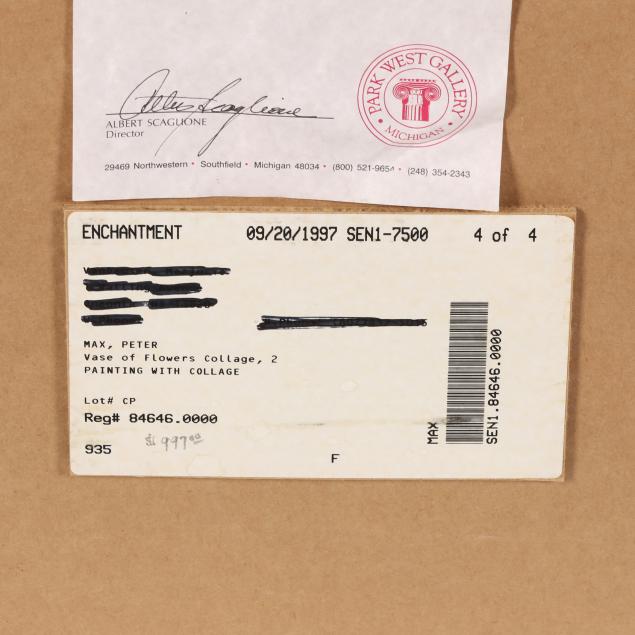 Albert Scaglione
ALBERT SCAGLIONE
Director
PARK WEST GALLERY
• MICHIGAN •
29469 Northwestern • Southfield • Michigan 48034 • (800) 521-9654 • (248) 354-2343
ENCHANTMENT 09/20/1997 SEN1-7500 4 of 4
MAX, PETER
Vase of Flowers Collage, 2
PAINTING WITH COLLAGE
Lot# CP
Reg# 84646.0000
935
F
MAX
SEN1.84646.0000